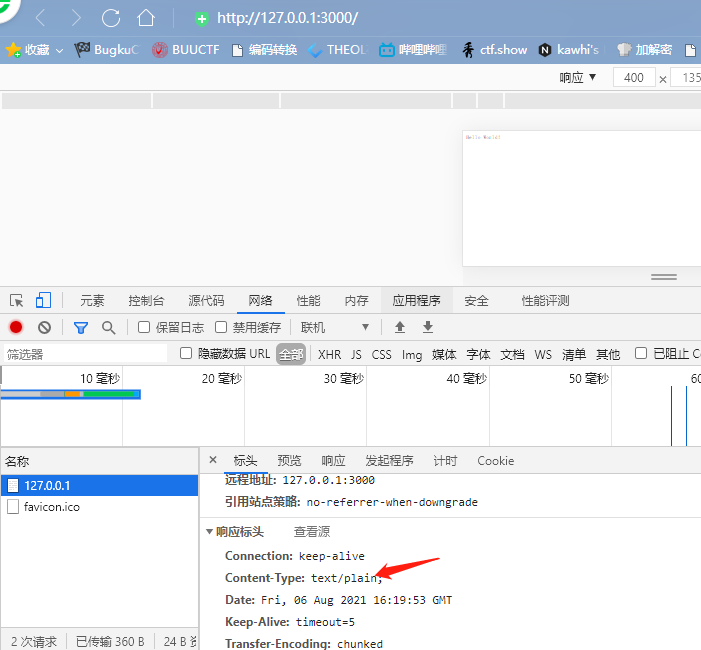 http://127.0.0.1:3000/
收藏 BugkuC BUUCTF 编码转换 THEOL 哔哩哔哩 ctf.show kawhi's 加解密
响应 ▼ 400 × 135
Hello World!
元素 控制台 源代码 网络 性能 内存 应用程序 安全 性能评测
保留日志 禁用缓存 联机 ▼
筛选器 隐藏数据 URL 全部 XHR JS CSS Img 媒体 字体 文档 WS 清单 其他 已阻止 C
10 毫秒 20 毫秒 30 毫秒 40 毫秒 50 毫秒 60
名称 × 标头 预览 响应 发起程序 计时 Cookie
127.0.0.1
favicon.ico
远程地址: 127.0.0.1:3000
引用站点策略: no-referrer-when-downgrade
▼响应标头 查看源
Connection: keep-alive
Content-Type: text/plain;
Date: Fri, 06 Aug 2021 16:19:53 GMT
Keep-Alive: timeout=5
Transfer-Encoding: chunked
2 次请求 已传输 360 B 24 B